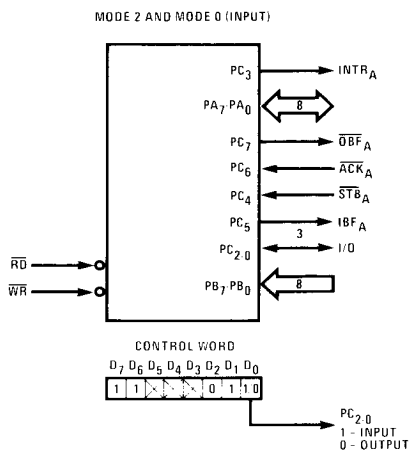 MODE 2 AND MODE 0 (INPUT)
PC3 INTRA
PA7-PA0 8
PC7 OBFA
PC6 ACKA
PC4 STBA
PC5 IBFA
3
PC2-0 I/O
RD
WR
PB7-PB0 8
CONTROL WORD
D7 D6 D5 D4 D3 D2 D1 D0
1 1 X X X 0 1 1/0
PC2-0
1 - INPUT
0 - OUTPUT